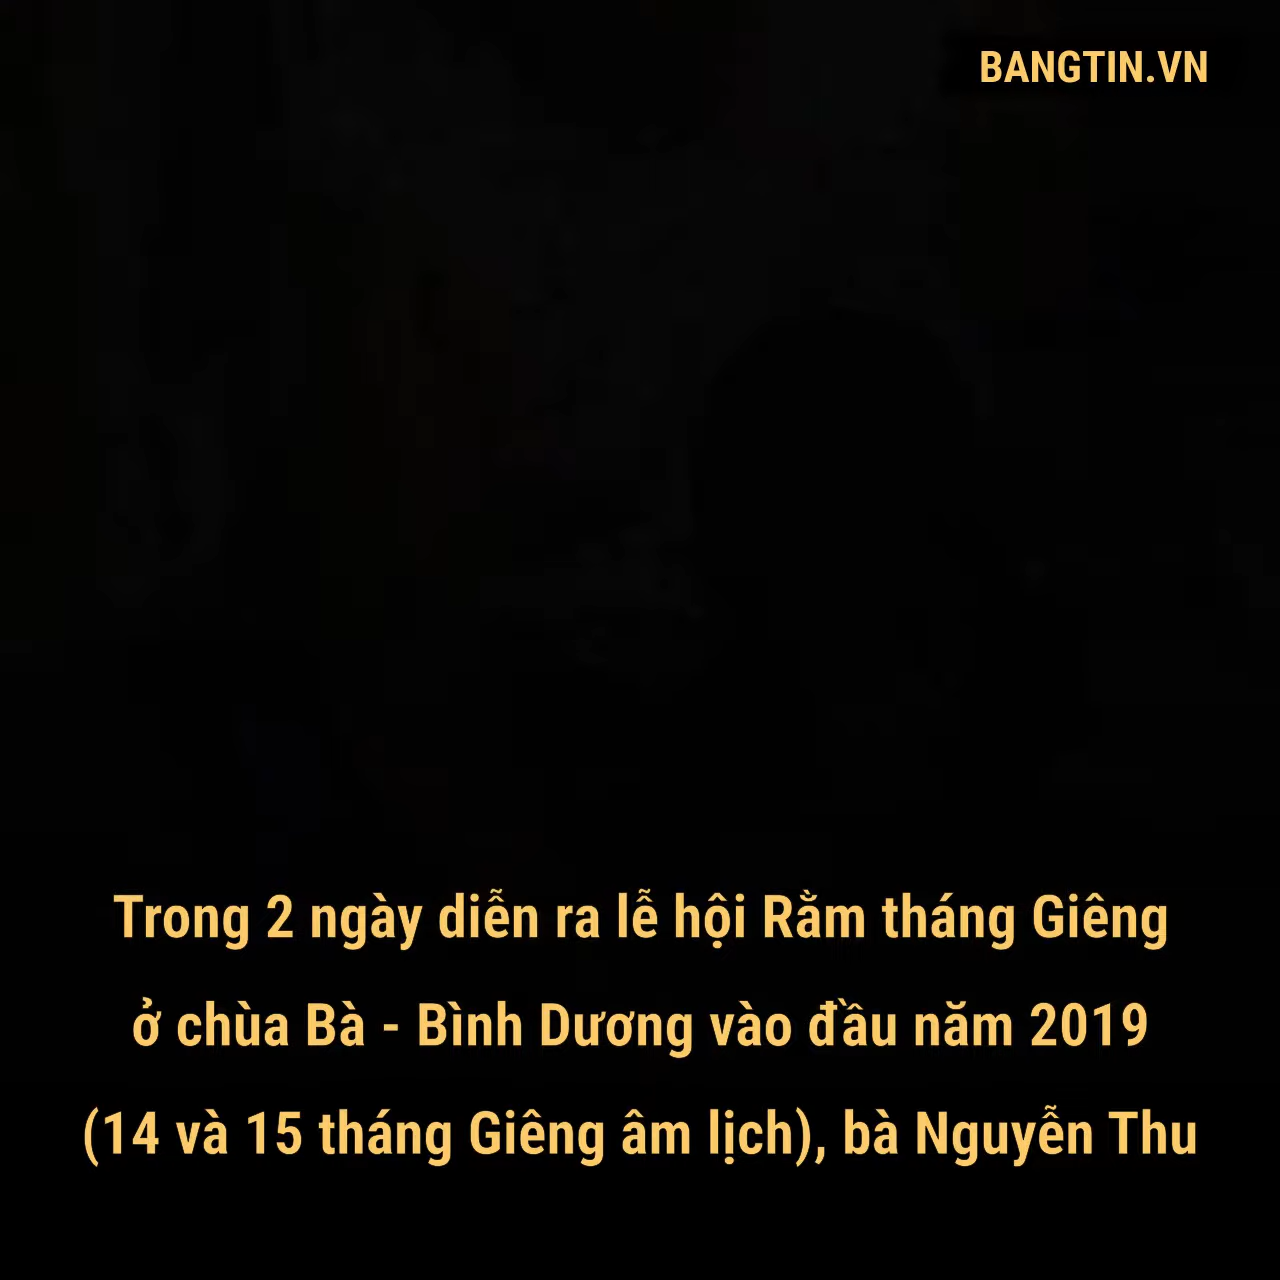 BANGTIN.VN
Trong 2 ngày diễn ra lễ hội Rằm tháng Giêng
ở chùa Bà - Bình Dương vào đầu năm 2019
(14 và 15 tháng Giêng âm lịch), bà Nguyễn Thu